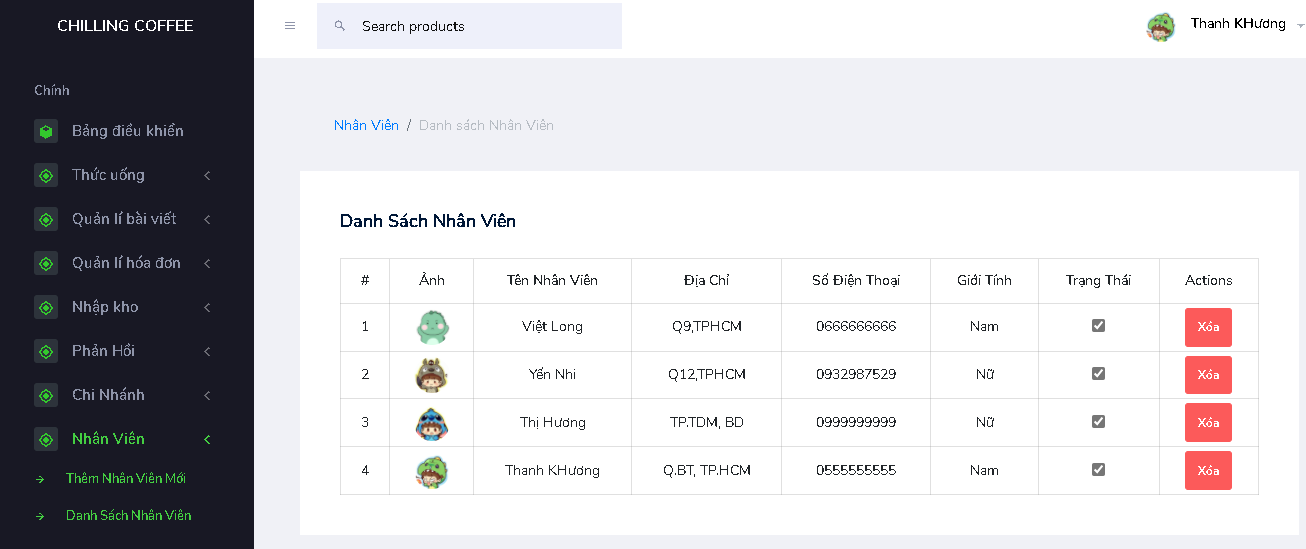 CHILLING COFFEE
Search products
Thanh KHương
Chính
Bảng điều khiển
Thức uống
Quản lí bài viết
Quản lí hóa đơn
Nhập kho
Phản Hồi
Chi Nhánh
Nhân Viên
Thêm Nhân Viên Mới
Danh Sách Nhân Viên
Nhân Viên / Danh sách Nhân Viên
Danh Sách Nhân Viên
# Ảnh Tên Nhân Viên Địa Chỉ Số Điện Thoại Giới Tính Trạng Thái Actions
1 Việt Long Q9,TPHCM 0666666666 Nam Xóa
2 Yến Nhi Q12,TPHCM 0932987529 Nữ Xóa
3 Thị Hương TP.TDM, BD 0999999999 Nữ Xóa
4 Thanh KHương Q.BT, TP.HCM 0555555555 Nam Xóa